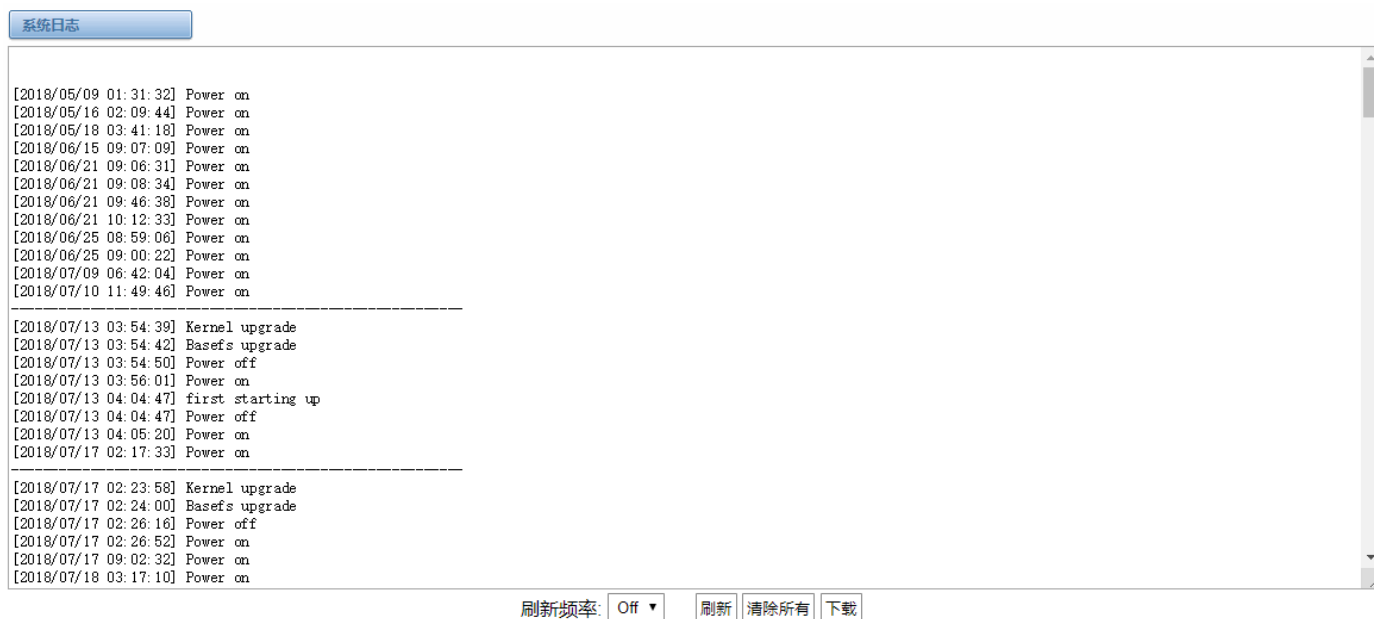 系统日志
[2018/05/09 01:31:32] Power on
[2018/05/16 02:09:44] Power on
[2018/05/18 03:41:18] Power on
[2018/06/15 09:07:09] Power on
[2018/06/21 09:06:31] Power on
[2018/06/21 09:08:34] Power on
[2018/06/21 09:46:38] Power on
[2018/06/21 10:12:33] Power on
[2018/06/25 08:59:06] Power on
[2018/06/25 09:00:22] Power on
[2018/07/09 06:42:04] Power on
[2018/07/10 11:49:46] Power on
[2018/07/13 03:54:39] Kernel upgrade
[2018/07/13 03:54:42] Basefs upgrade
[2018/07/13 03:54:50] Power off
[2018/07/13 03:56:01] Power on
[2018/07/13 04:04:47] first starting up
[2018/07/13 04:04:47] Power off
[2018/07/13 04:05:20] Power on
[2018/07/17 02:17:33] Power on
[2018/07/17 02:23:58] Kernel upgrade
[2018/07/17 02:24:00] Basefs upgrade
[2018/07/17 02:26:16] Power off
[2018/07/17 02:26:52] Power on
[2018/07/17 09:02:32] Power on
[2018/07/18 03:17:10] Power on
刷新频率: Off 刷新 清除所有 下载